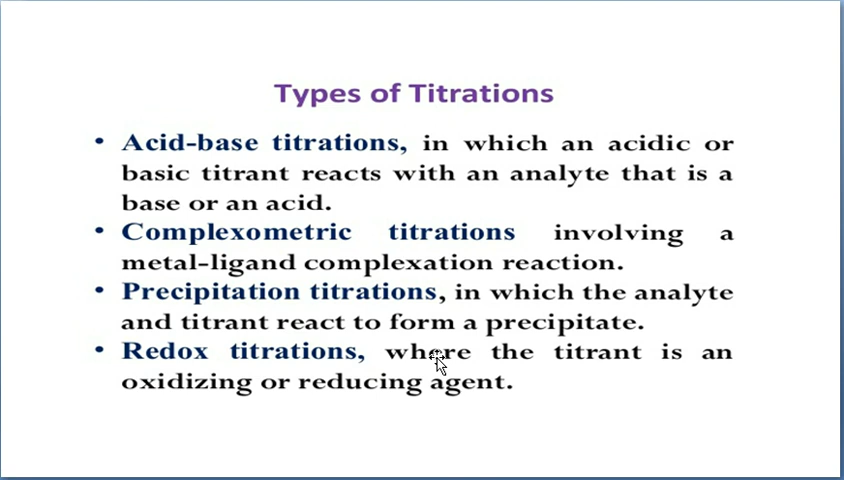 Types of Titrations
• Acid-base titrations, in which an acidic or
basic titrant reacts with an analyte that is a
base or an acid.
• Complexometric titrations involving a
metal-ligand complexation reaction.
• Precipitation titrations, in which the analyte
and titrant react to form a precipitate.
• Redox titrations, where the titrant is an
oxidizing or reducing agent.